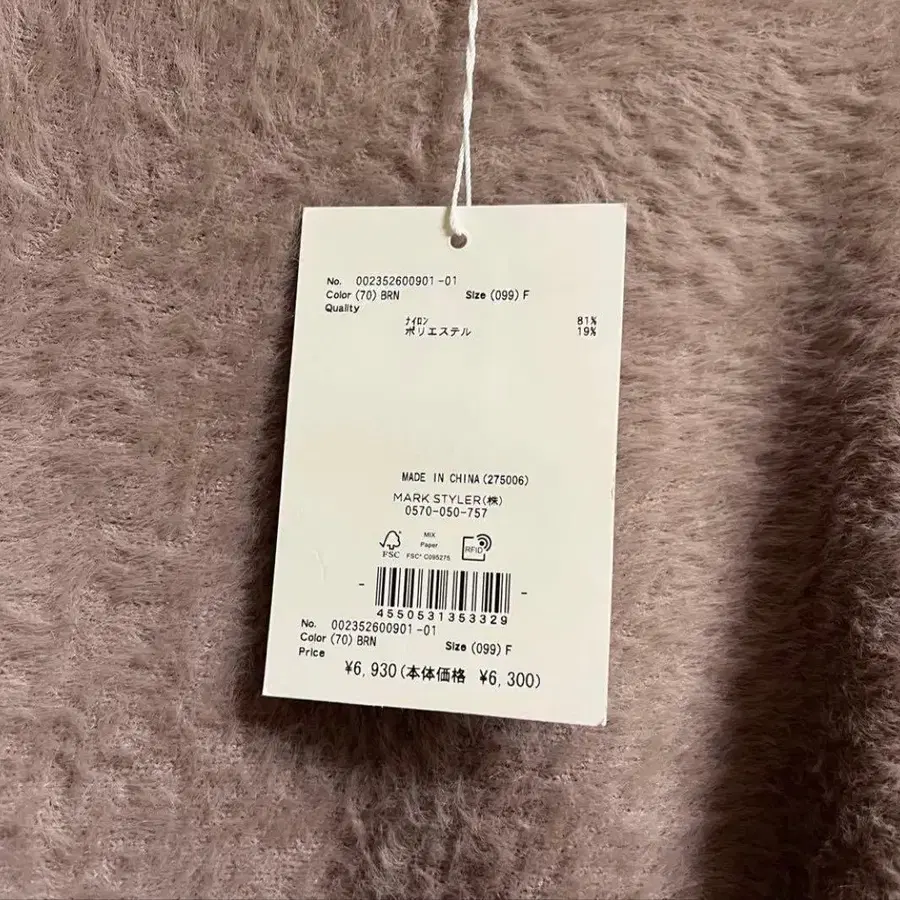 No. 002352600901-01
Color (70) BRN Size (099) F
Quality
ﾅｲﾛﾝ 81%
ポリエステル 19%
MADE IN CHINA (275006)
MARK STYLER(株)
0570-050-757
FSC
MIX
Paper
FSC® C095275
RFID
4550531353329
No. 002352600901-01
Color (70) BRN Size (099) F
Price
¥6,930(本体価格 ¥6,300)